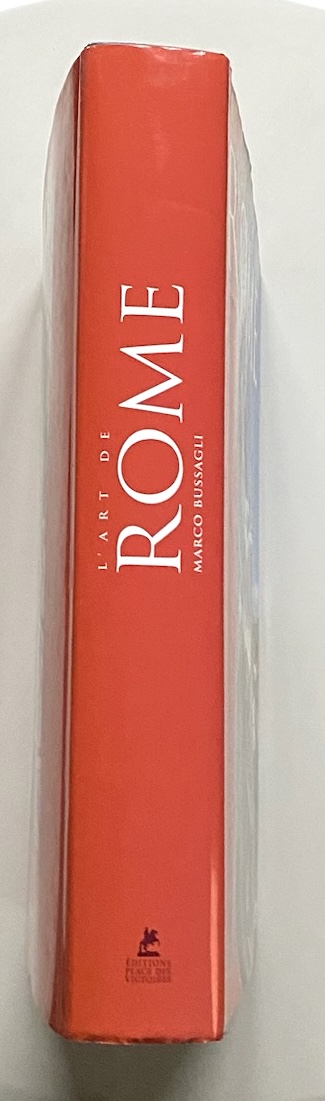 L'ART DE
ROME
MARCO BUSSAGLI
ÉDITIONS
PLACE DES
VICTOIRES